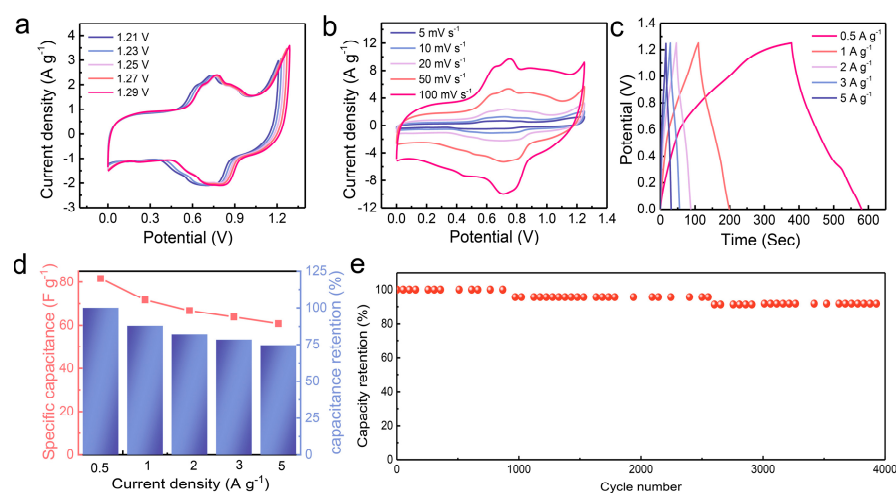 a
Current density (A g⁻¹)
4
3
2
1
0
-1
-2
-3
1.21 V
1.23 V
1.25 V
1.27 V
1.29 V
0.0 0.3 0.6 0.9 1.2
Potential (V)
b
Current density (A g⁻¹)
12
8
4
0
-4
-8
-12
5 mV s⁻¹
10 mV s⁻¹
20 mV s⁻¹
50 mV s⁻¹
100 mV s⁻¹
0.0 0.2 0.4 0.6 0.8 1.0 1.2 1.4
Potential (V)
c
Potential (V)
1.4
1.2
1.0
0.8
0.6
0.4
0.2
0.0
0.5 A g⁻¹
1 A g⁻¹
2 A g⁻¹
3 A g⁻¹
5 A g⁻¹
0 100 200 300 400 500 600
Time (Sec)
d
Specific capacitance (F g⁻¹)
80
60
40
20
0
125
100
75
50
25
0
capacitance retention (%)
0.5 1 2 3 5
Current density (A g⁻¹)
e
Capacity retention (%)
100
80
60
40
20
0
0 1000 2000 3000 4000
Cycle number